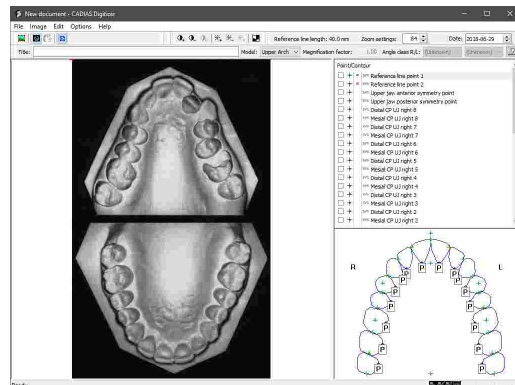 New document - CADIAS Digitiser
File Image Edit Options Help
Reference line length: 40.0 mm Zoom settings: 84 Date: 2018-06-29
Title: Model: Upper Arch Magnification factor: 1.00 Angle class R/L: (Unknown) (Unknown)
Point/Contour
Reference line point 1
Reference line point 2
Upper jaw anterior symmetry point
Upper jaw posterior symmetry point
Distal CP UJ right 8
Mesial CP UJ right 8
Distal CP UJ right 7
Mesial CP UJ right 7
Distal CP UJ right 6
Mesial CP UJ right 6
Distal CP UJ right 5
Mesial CP UJ right 5
Distal CP UJ right 4
Mesial CP UJ right 4
Distal CP UJ right 3
Mesial CP UJ right 3
Distal CP UJ right 2
Mesial CP UJ right 2
R L
P P P P
P P
P P
P P
P P
P P
Ready